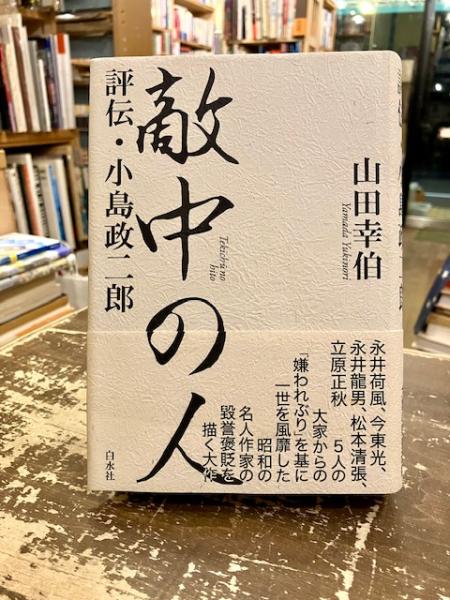 山田幸伯
Yamada Yukinori
敵中の人
Tekichū no
hito
評伝・小島政二郎
永井荷風、今東光、
永井龍男、松本清張、
立原正秋
5人の
大家からの
「嫌われぶり」を基に
一世を風靡した
昭和の
名人作家の
毀誉褒貶を
描く大作
白水社